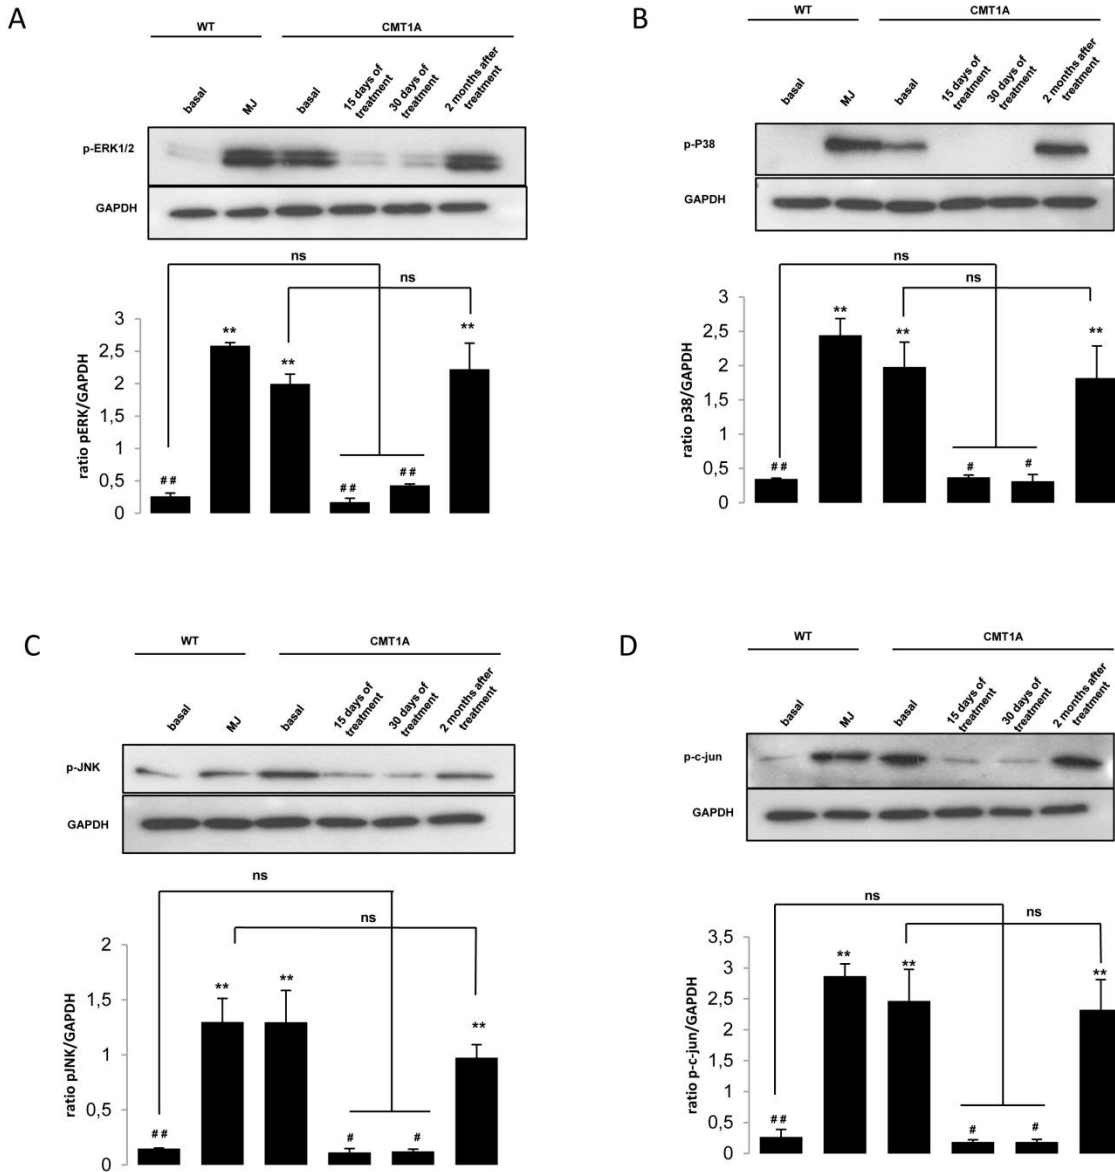 A
WT
CMT1A
basal
MJ
basal
15 days of
treatment
30 days of
treatment
2 months after
treatment
p-ERK1/2
GAPDH
ns
ns
ratio pERK/GAPDH
3
2,5
2
1,5
1
0,5
0
##
**
**
##
##
**
B
WT
CMT1A
basal
MJ
basal
15 days of
treatment
30 days of
treatment
2 months after
treatment
p-P38
GAPDH
ns
ns
ratio p38/GAPDH
3
2,5
2
1,5
1
0,5
0
##
**
**
#
#
**
C
WT
CMT1A
basal
MJ
basal
15 days of
treatment
30 days of
treatment
2 months after
treatment
p-JNK
GAPDH
ns
ns
ratio pJNK/GAPDH
2
1,5
1
0,5
0
##
**
**
#
#
**
D
WT
CMT1A
basal
MJ
basal
15 days of
treatment
30 days of
treatment
2 months after
treatment
p-c-jun
GAPDH
ns
ns
ratio p-c-jun/GAPDH
3,5
3
2,5
2
1,5
1
0,5
0
##
**
**
#
#
**